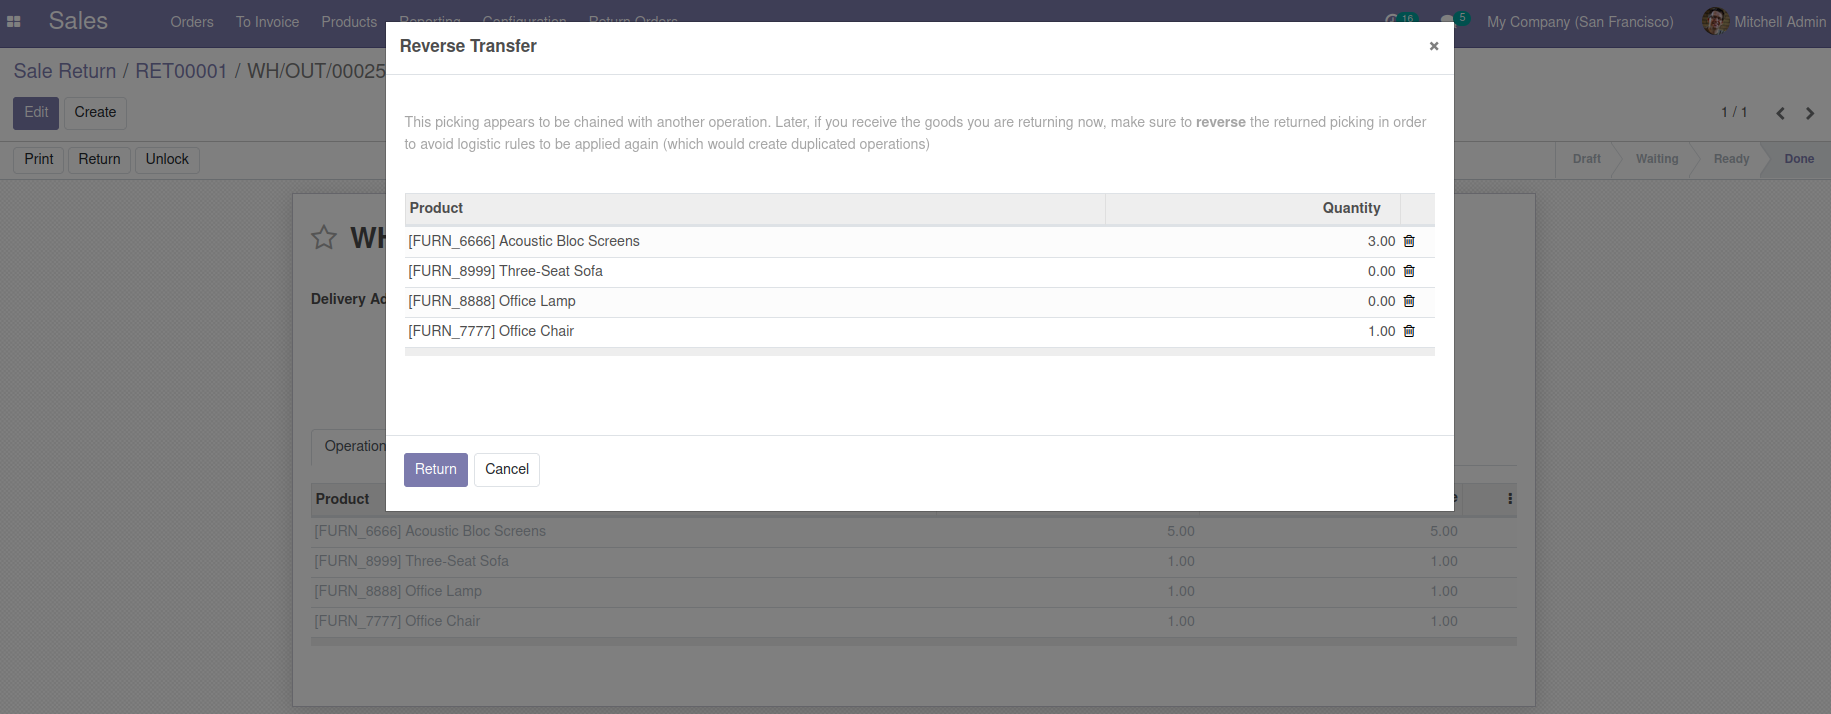 Sales Orders To Invoice Products Reporting Configuration Return Orders 16 5 My Company (San Francisco) Mitchell Admin
Sale Return / RET00001 / WH/OUT/00025
Edit Create 1 / 1
Print Return Unlock Draft Waiting Ready Done
Reverse Transfer ×
This picking appears to be chained with another operation. Later, if you receive the goods you are returning now, make sure to reverse the returned picking in order
to avoid logistic rules to be applied again (which would create duplicated operations)
Product Quantity
[FURN_6666] Acoustic Bloc Screens 3.00
[FURN_8999] Three-Seat Sofa 0.00
[FURN_8888] Office Lamp 0.00
[FURN_7777] Office Chair 1.00
Return Cancel
WH
Delivery Ad
Operation
Product
[FURN_6666] Acoustic Bloc Screens 5.00 5.00
[FURN_8999] Three-Seat Sofa 1.00 1.00
[FURN_8888] Office Lamp 1.00 1.00
[FURN_7777] Office Chair 1.00 1.00